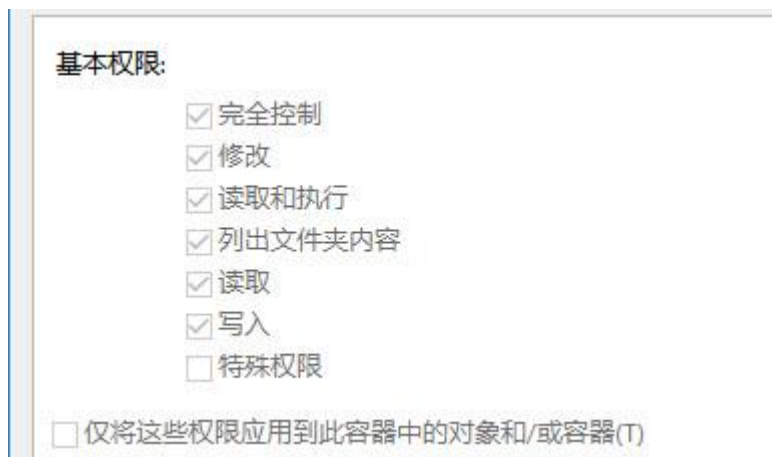 基本权限:
完全控制
修改
读取和执行
列出文件夹内容
读取
写入
特殊权限
仅将这些权限应用到此容器中的对象和/或容器(T)